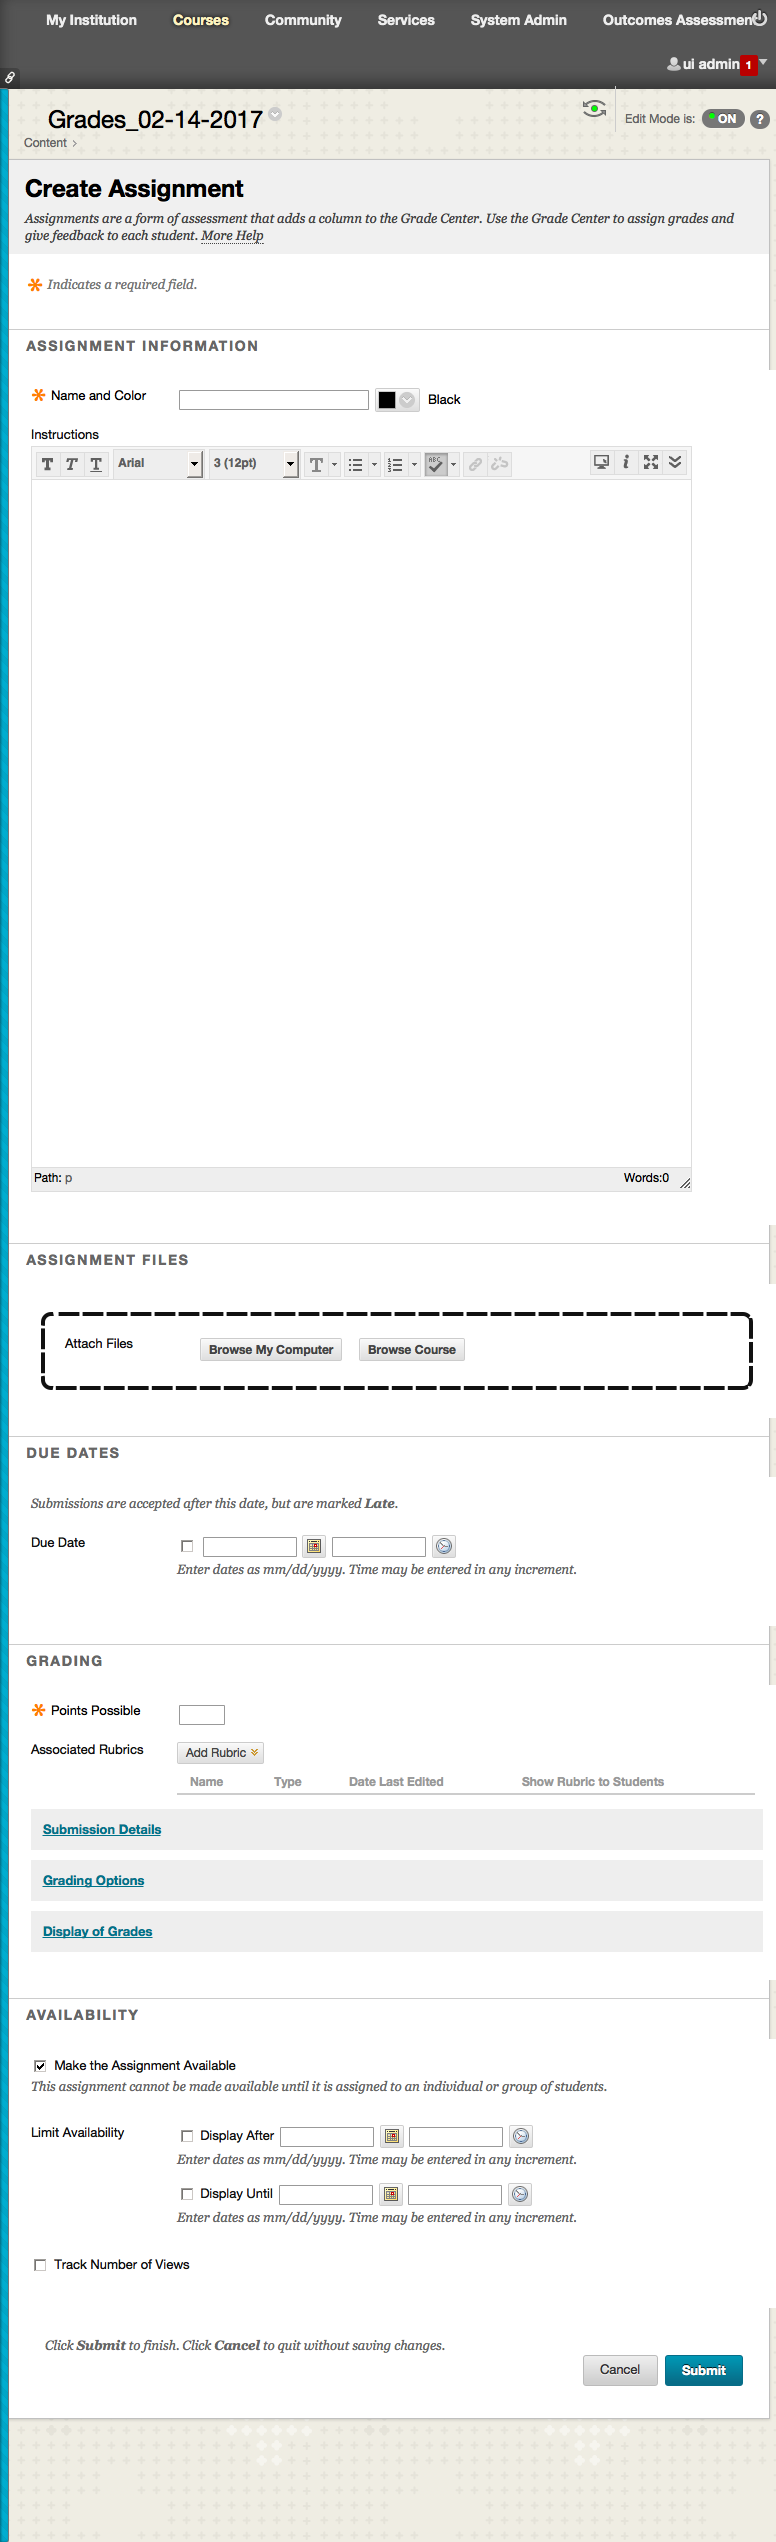 My Institution Courses Community Services System Admin Outcomes Assessmen
ui admin 1
Grades_02-14-2017
Edit Mode is: ON ?
Content >
Create Assignment
Assignments are a form of assessment that adds a column to the Grade Center. Use the Grade Center to assign grades and
give feedback to each student. More Help
Indicates a required field.
ASSIGNMENT INFORMATION
Name and Color Black
Instructions
T T T Arial 3 (12pt) T ABC i
Path: p Words:0
ASSIGNMENT FILES
Attach Files Browse My Computer Browse Course
DUE DATES
Submissions are accepted after this date, but are marked Late.
Due Date
Enter dates as mm/dd/yyyy. Time may be entered in any increment.
GRADING
Points Possible
Associated Rubrics Add Rubric
Name Type Date Last Edited Show Rubric to Students
Submission Details
Grading Options
Display of Grades
AVAILABILITY
Make the Assignment Available
This assignment cannot be made available until it is assigned to an individual or group of students.
Limit Availability Display After
Enter dates as mm/dd/yyyy. Time may be entered in any increment.
Display Until
Enter dates as mm/dd/yyyy. Time may be entered in any increment.
Track Number of Views
Click Submit to finish. Click Cancel to quit without saving changes.
Cancel Submit